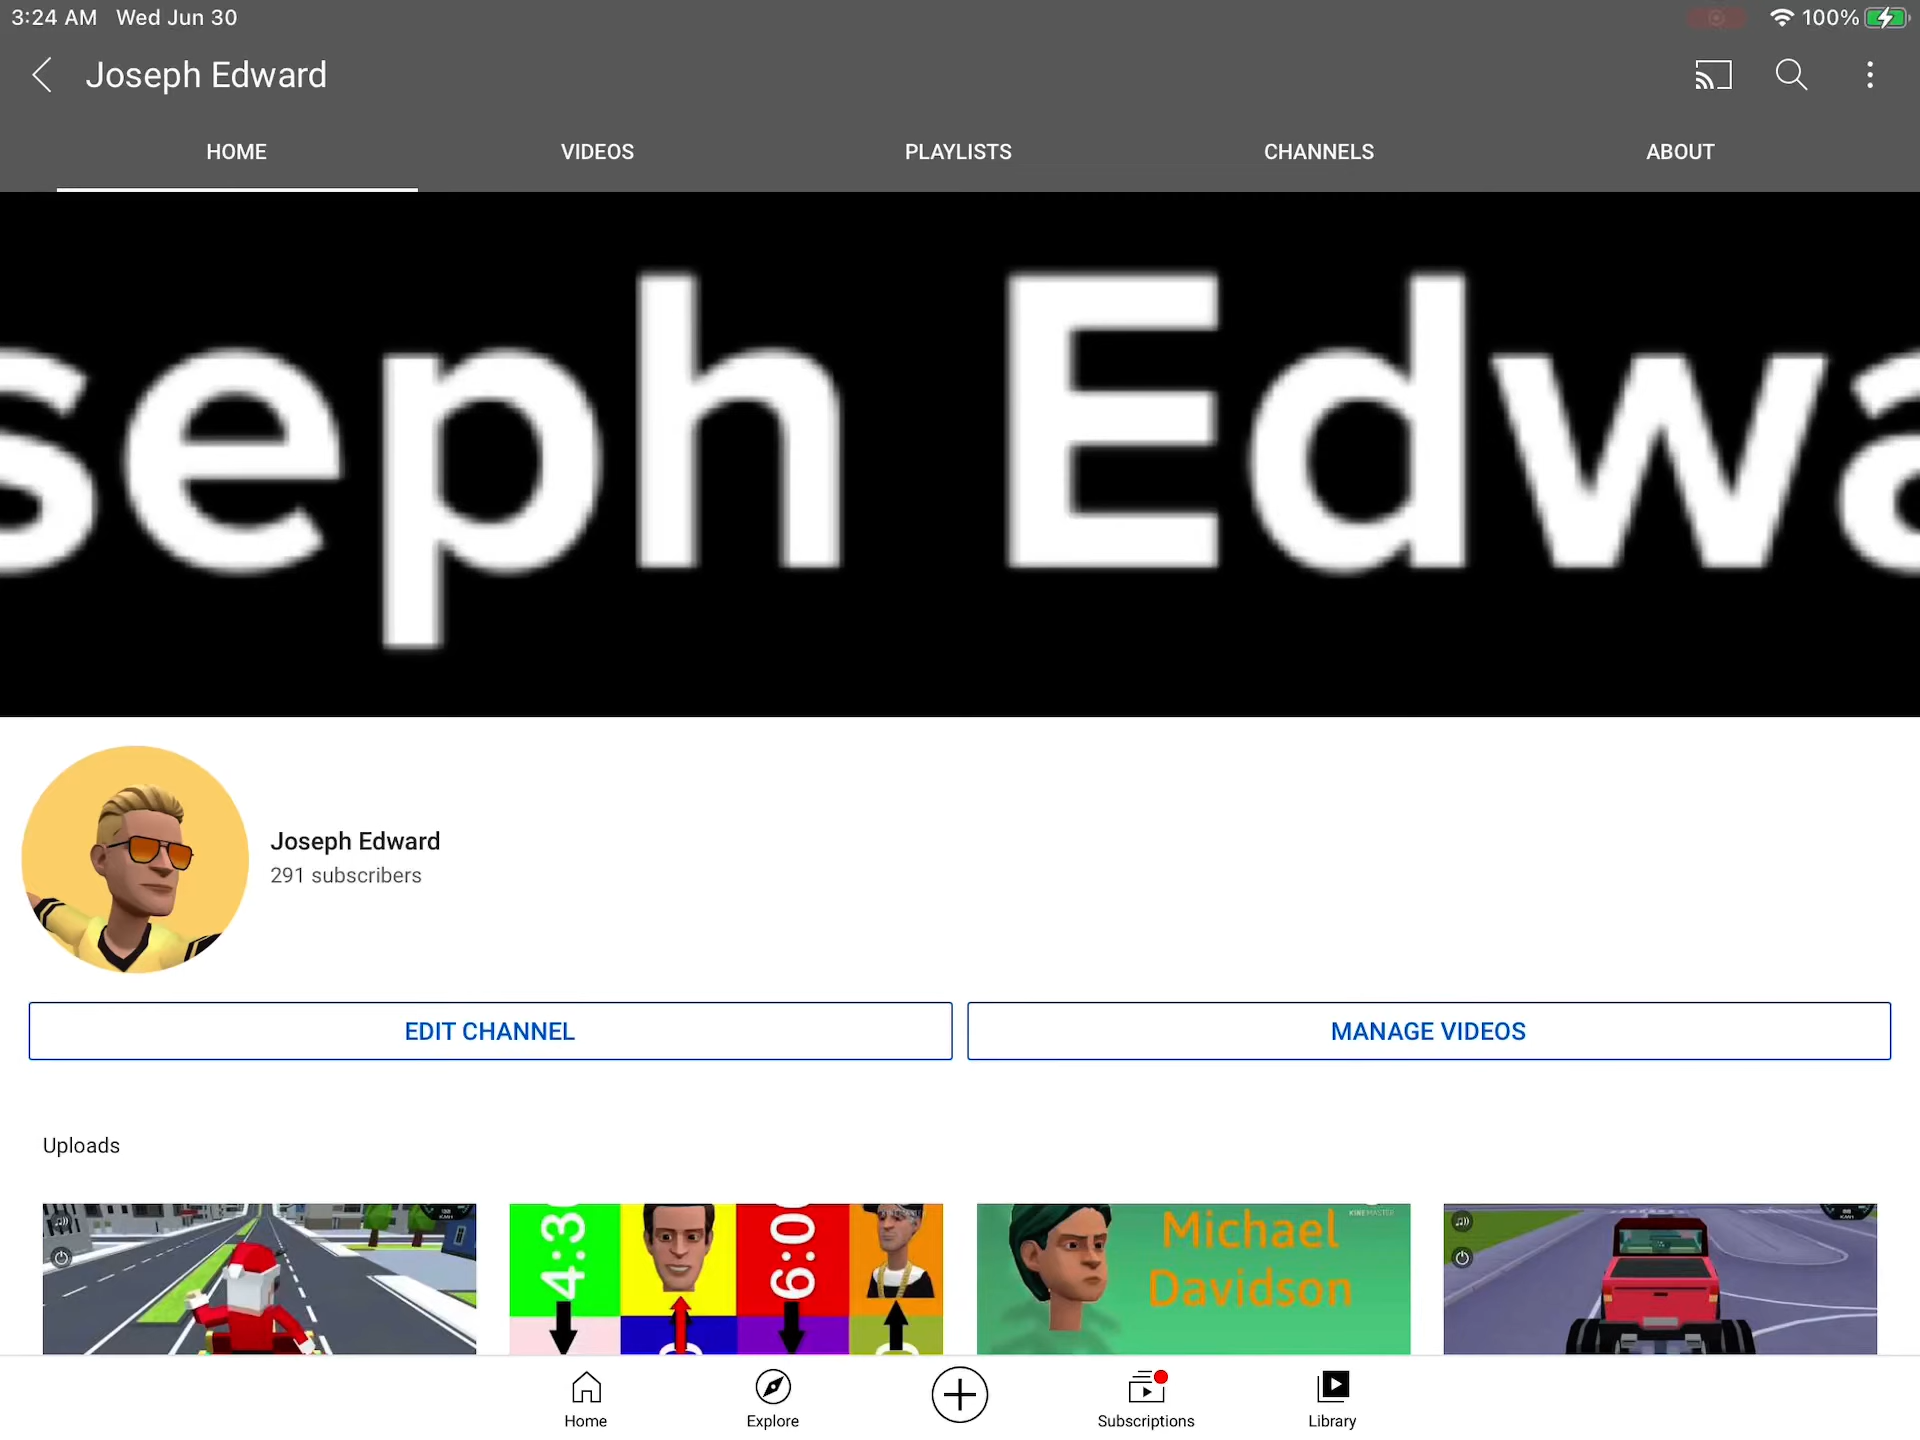 3:24 AM Wed Jun 30
100%
Joseph Edward
HOME VIDEOS PLAYLISTS CHANNELS ABOUT
seph Edwa
Joseph Edward
291 subscribers
EDIT CHANNEL MANAGE VIDEOS
Uploads
4:3
6:0
KINEMASTER
Michael
Davidson
Home Explore Subscriptions Library